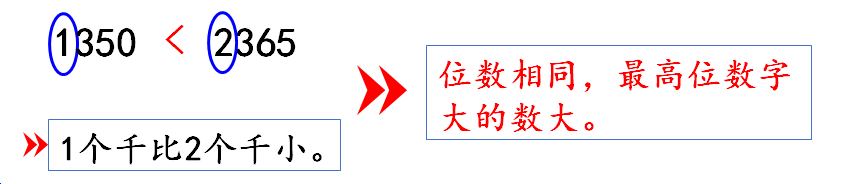 1350 < 2365
1个千比2个千小。
位数相同，最高位数字
大的数大。